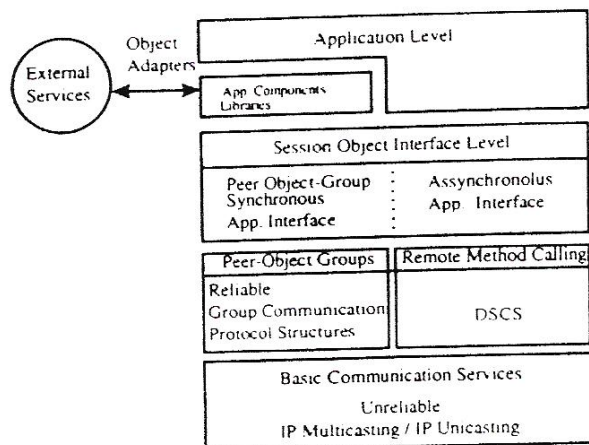 External
Services
Object
Adapters
Application Level
App. Components
Libraries
Session Object Interface Level
Peer Object-Group
Synchronous
App. Interface
Assynchronolus
App. Interface
Peer-Object Groups
Reliable
Group Communication
Protocol Structures
Remote Method Calling
DSCS
Basic Communication Services
Unreliable
IP Multicasting / IP Unicasting